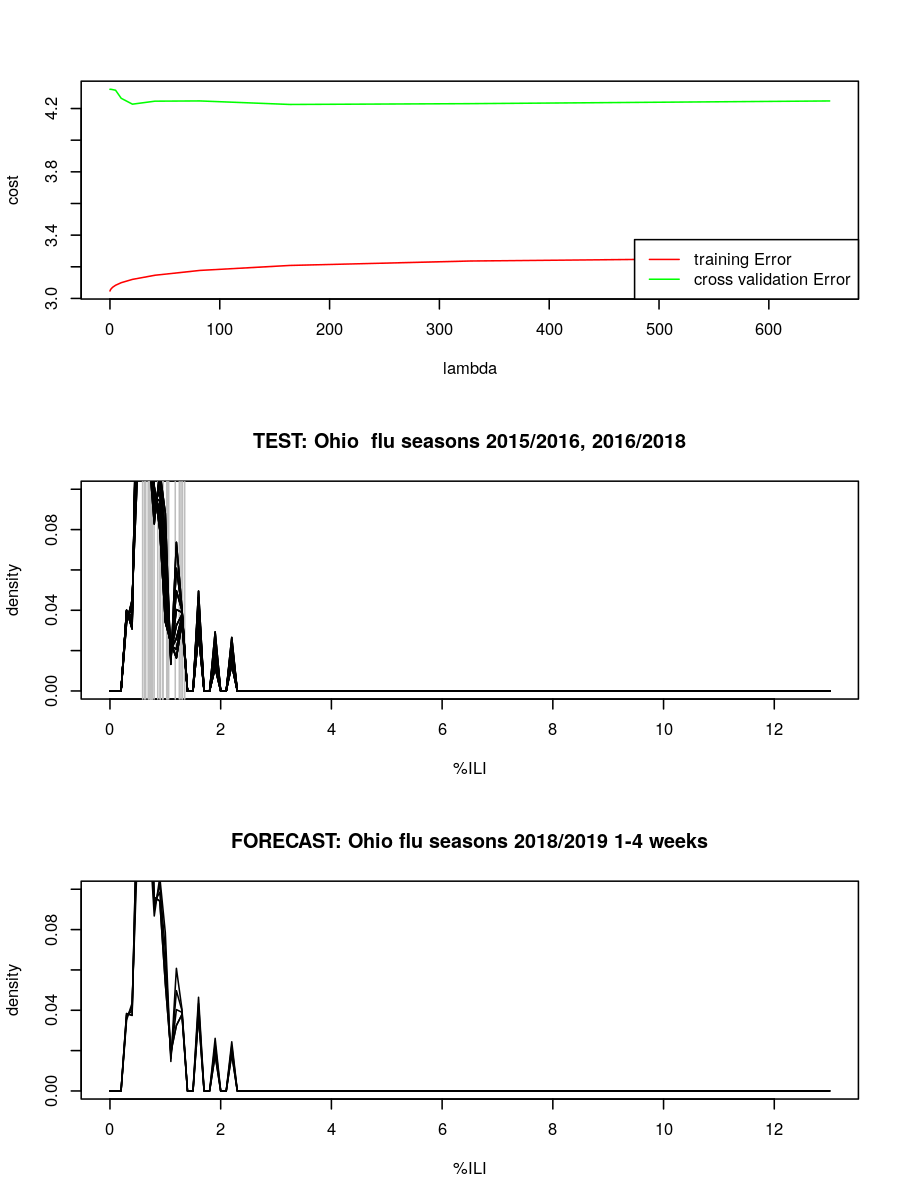 4.2
3.8
3.4
3.0
cost
training Error
cross validation Error
0 100 200 300 400 500 600
lambda
TEST: Ohio  flu seasons 2015/2016, 2016/2018
0.08
0.04
0.00
density
0 2 4 6 8 10 12
%ILI
FORECAST: Ohio flu seasons 2018/2019 1-4 weeks
0.08
0.04
0.00
density
0 2 4 6 8 10 12
%ILI